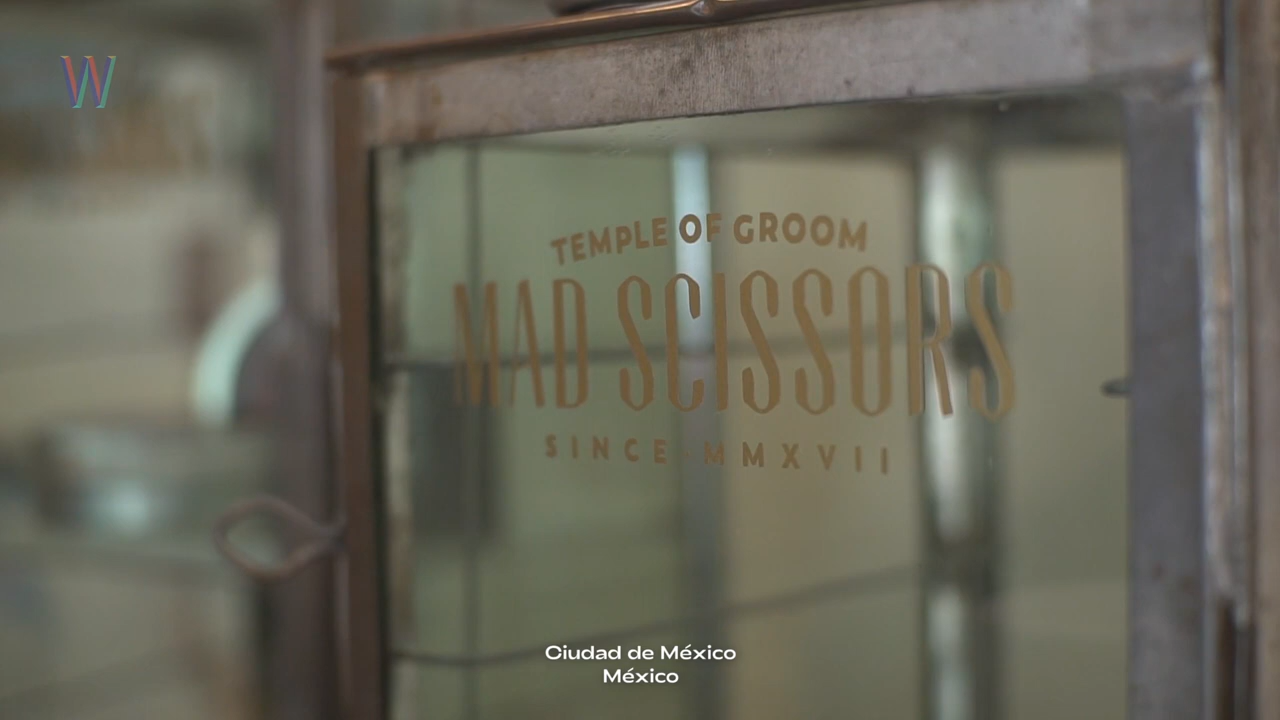 W
TEMPLE OF GROOM
MAD SCISSORS
SINCE·MMXVII
Ciudad de México
México